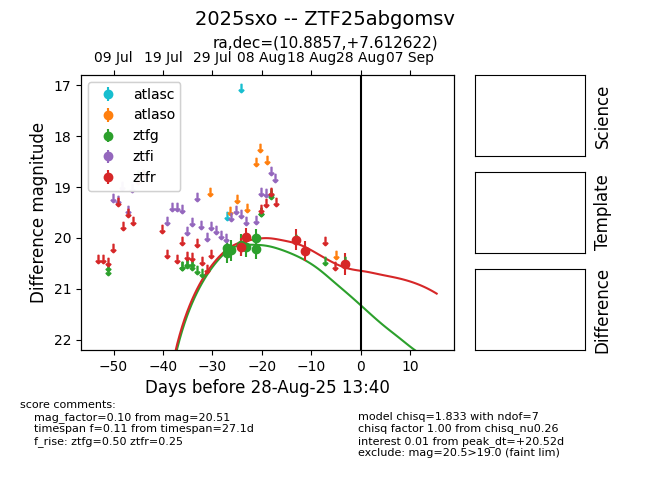 2025sxo -- ZTF25abgomsv
ra,dec=(10.8857,+7.612622)
09 Jul 19 Jul 29 Jul 08 Aug 18 Aug 28 Aug 07 Sep
atlasc
atlaso
ztfg
ztfi
ztfr
17
18
19
20
21
22
Difference magnitude
−50 −40 −30 −20 −10 0 10
Days before 28-Aug-25 13:40
Science
Template
Difference
score comments:
mag_factor=0.10 from mag=20.51
timespan f=0.11 from timespan=27.1d
f_rise: ztfg=0.50 ztfr=0.25
model chisq=1.833 with ndof=7
chisq factor 1.00 from chisq_nu0.26
interest 0.01 from peak_dt=+20.52d
exclude: mag=20.5>19.0 (faint lim)